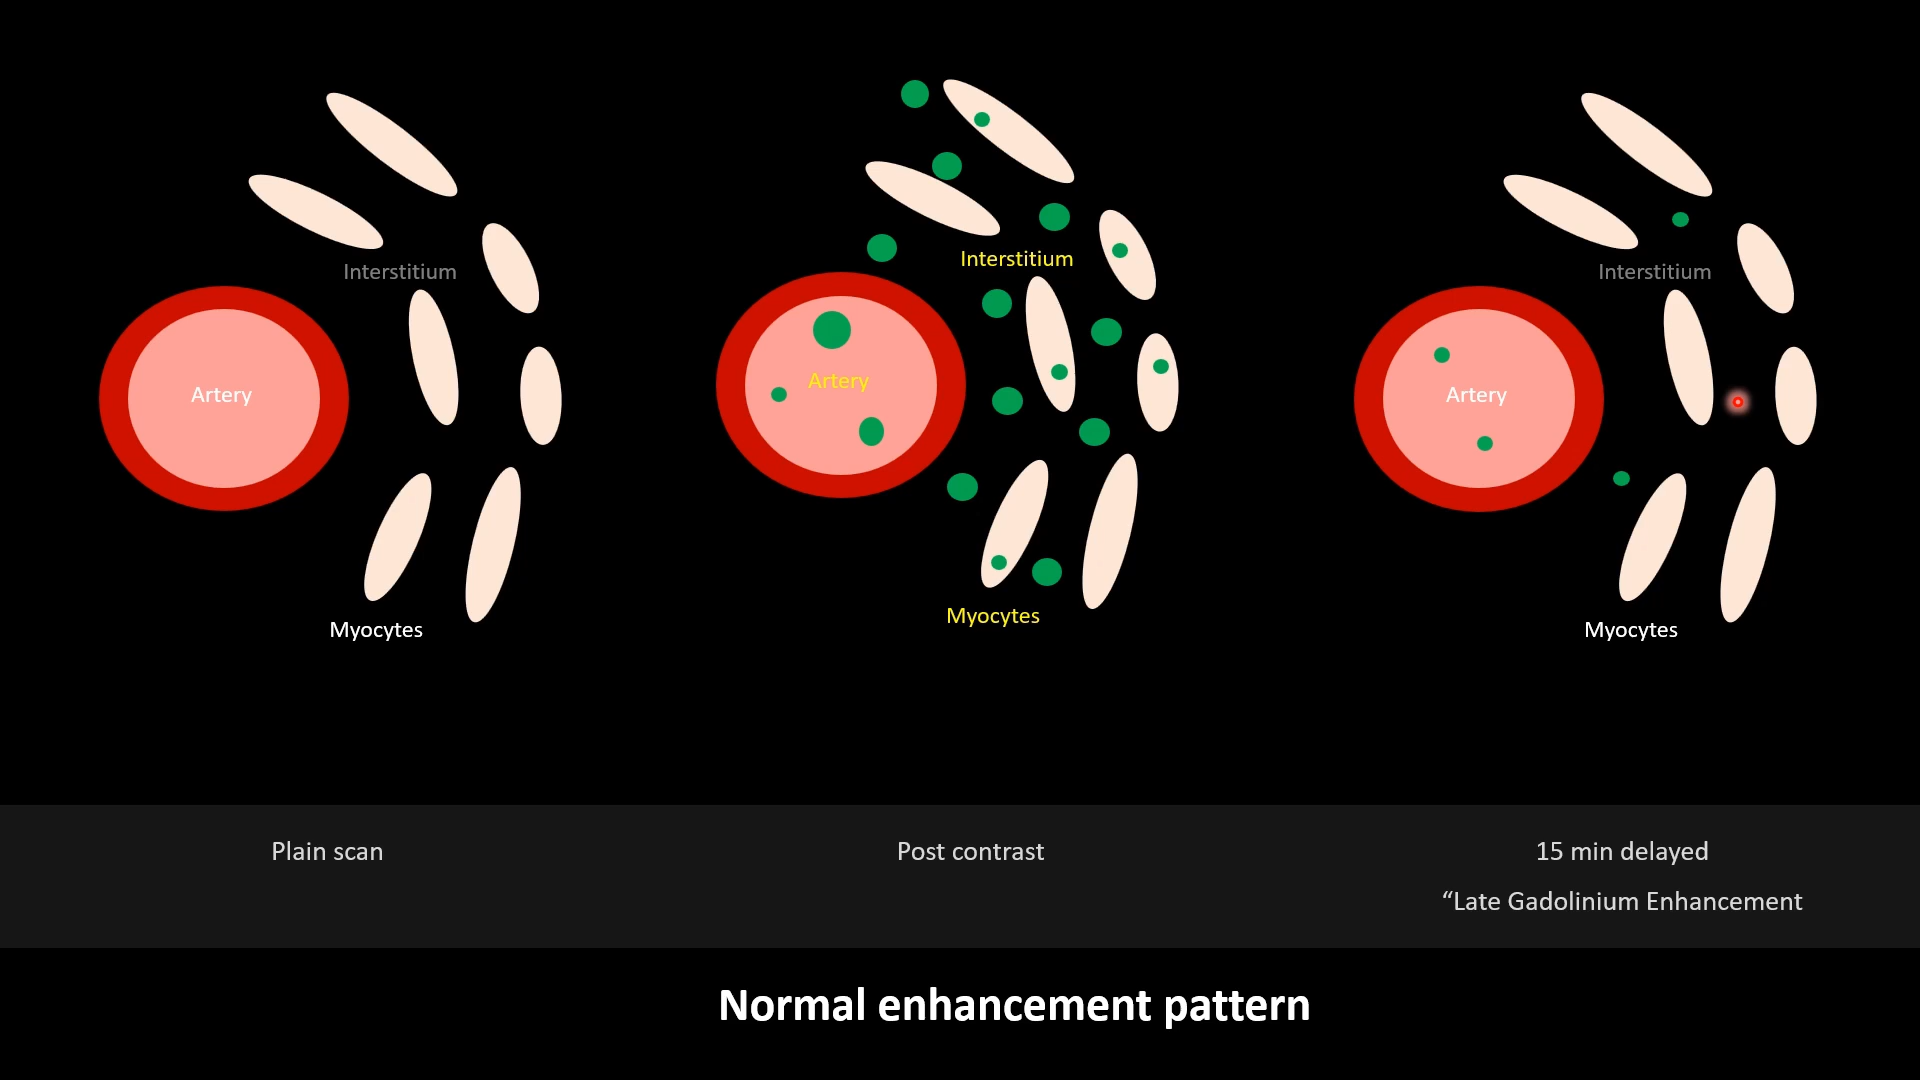 Interstitium
Artery
Myocytes
Interstitium
Artery
Myocytes
Interstitium
Artery
Myocytes
Plain scan
Post contrast
15 min delayed
“Late Gadolinium Enhancement
Normal enhancement pattern